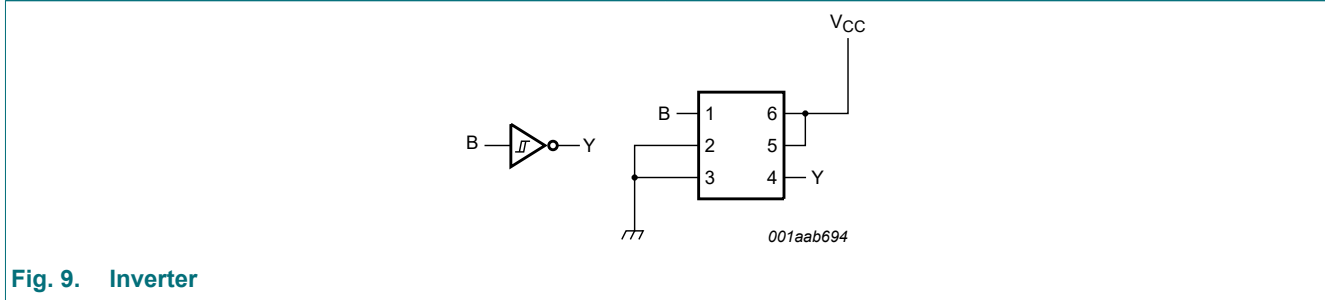 VCC
B 1 6
B Y 2 5
3 4 Y
001aab694
Fig. 9. Inverter